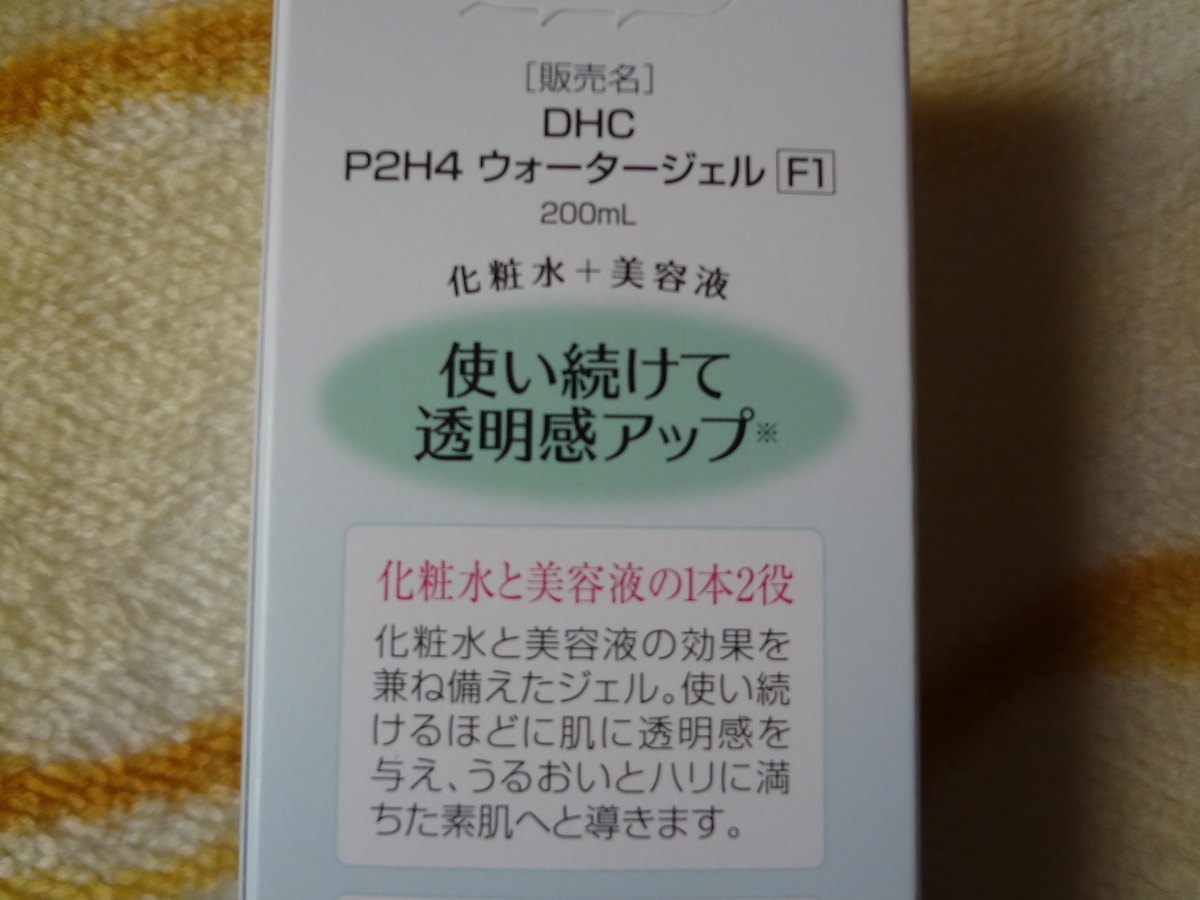 [販売名]
DHC
P2H4 ウォータージェル F1
200mL
化粧水+美容液
使い続けて
透明感アップ※
化粧水と美容液の1本2役
化粧水と美容液の効果を
兼ね備えたジェル。使い続
けるほどに肌に透明感を
与え、うるおいとハリに満
ちた素肌へと導きます。